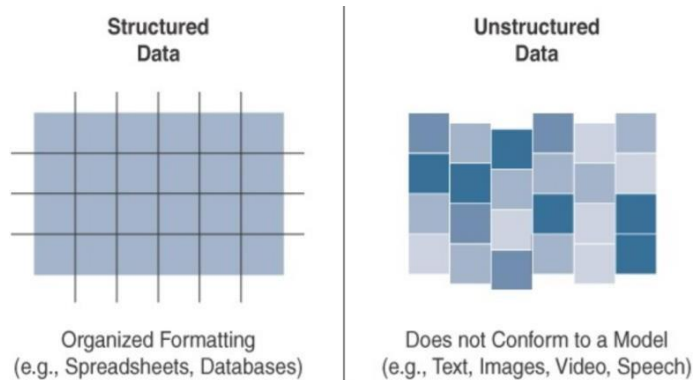 Structured
Data
Organized Formatting
(e.g., Spreadsheets, Databases)
Unstructured
Data
Does not Conform to a Model
(e.g., Text, Images, Video, Speech)